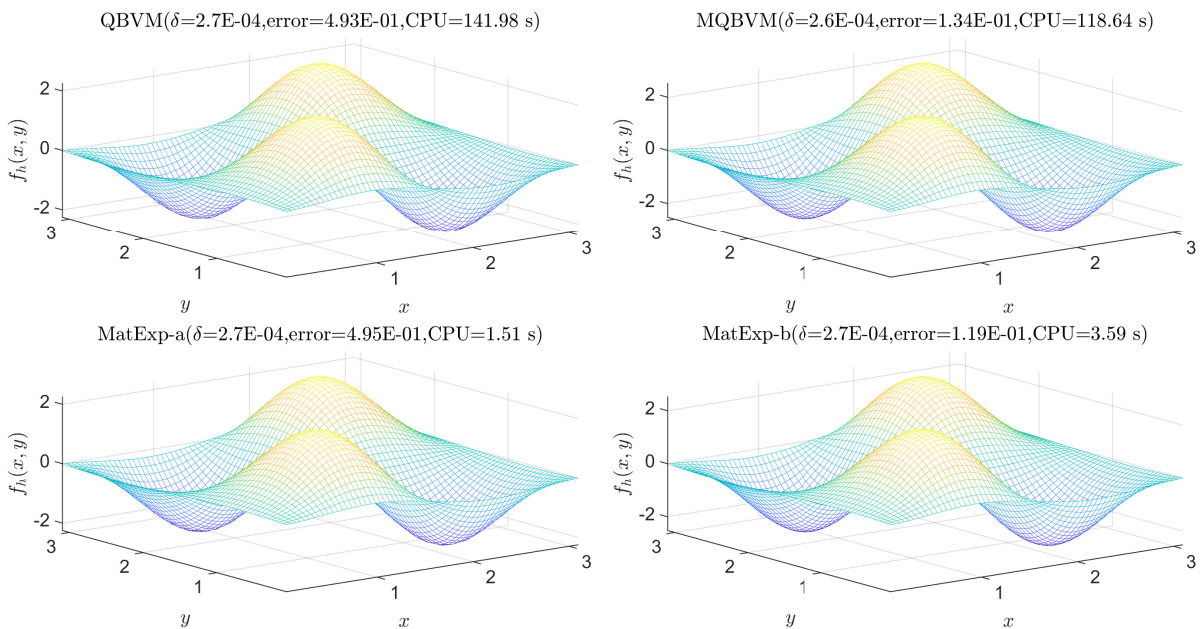 QBVM(δ=2.7E-04,error=4.93E-01,CPU=141.98 s)
2
0
-2
f_h(x, y)
3
2
1
y
1
2
3
x
MQBVM(δ=2.6E-04,error=1.34E-01,CPU=118.64 s)
2
0
-2
f_h(x, y)
3
2
1
y
1
2
3
x
MatExp-a(δ=2.7E-04,error=4.95E-01,CPU=1.51 s)
2
0
-2
f_h(x, y)
3
2
1
y
1
2
3
x
MatExp-b(δ=2.7E-04,error=1.19E-01,CPU=3.59 s)
2
0
-2
f_h(x, y)
3
2
1
y
1
2
3
x